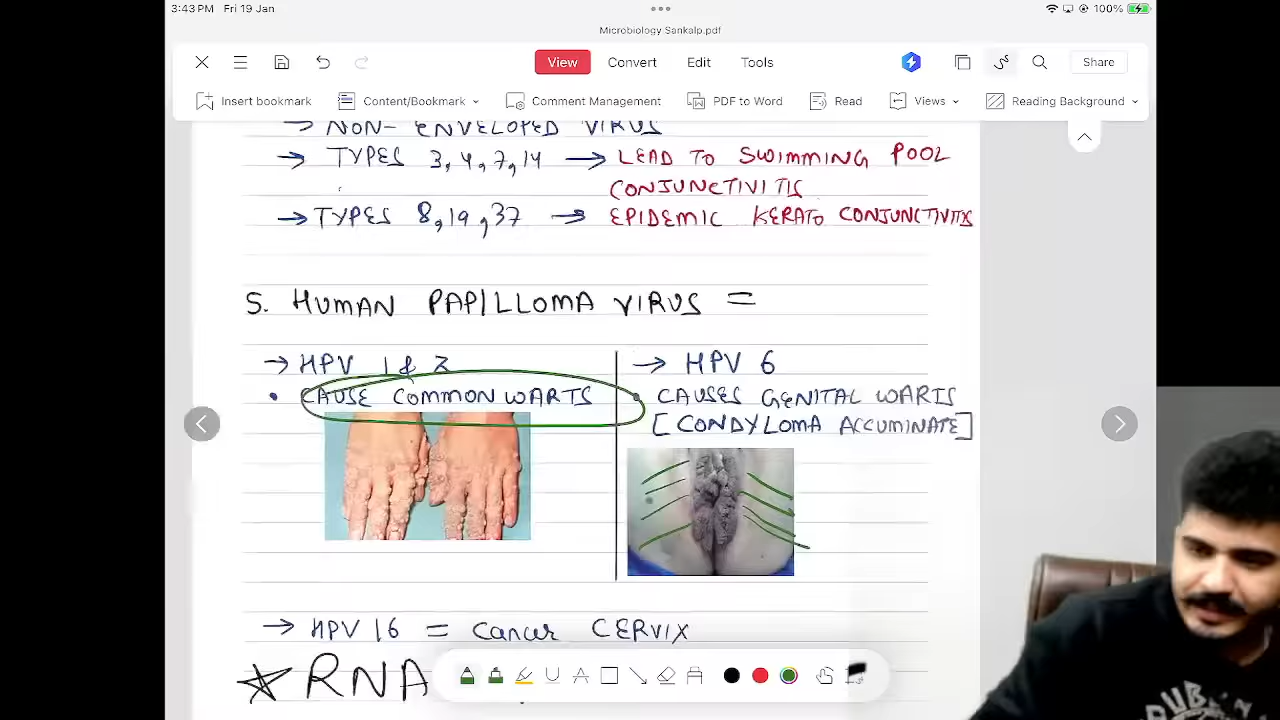 3:43 PM Fri 19 Jan
100%
Microbiology Sankalp.pdf
View Convert Edit Tools Share
Insert bookmark Content/Bookmark Comment Management PDF to Word Read Views Reading Background
→ NON- ENVELOPED VIRUS
→ TYPES 3,4,7,14 → LEAD TO SWIMMING POOL
CONJUNCTIVITIS
→ TYPES 8,19,37 → EPIDEMIC KERATO CONJUNCTIVITIS
5. HUMAN PAPILLOMA VIRUS =
→ HPV 1 & 2
• CAUSE COMMON WARTS
→ HPV 6
• CAUSES GENITAL WARTS
[CONDYLOMA ACCUMINATE]
→ HPV 16 = Cancer CERVIX
☆ RNA